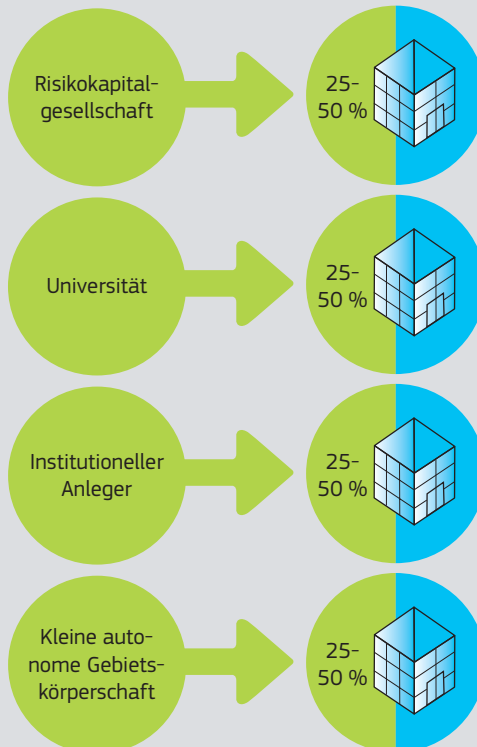 Risikokapital-
gesellschaft
25-
50 %
Universität
25-
50 %
Institutioneller
Anleger
25-
50 %
Kleine auto-
nome Gebiets-
körperschaft
25-
50 %